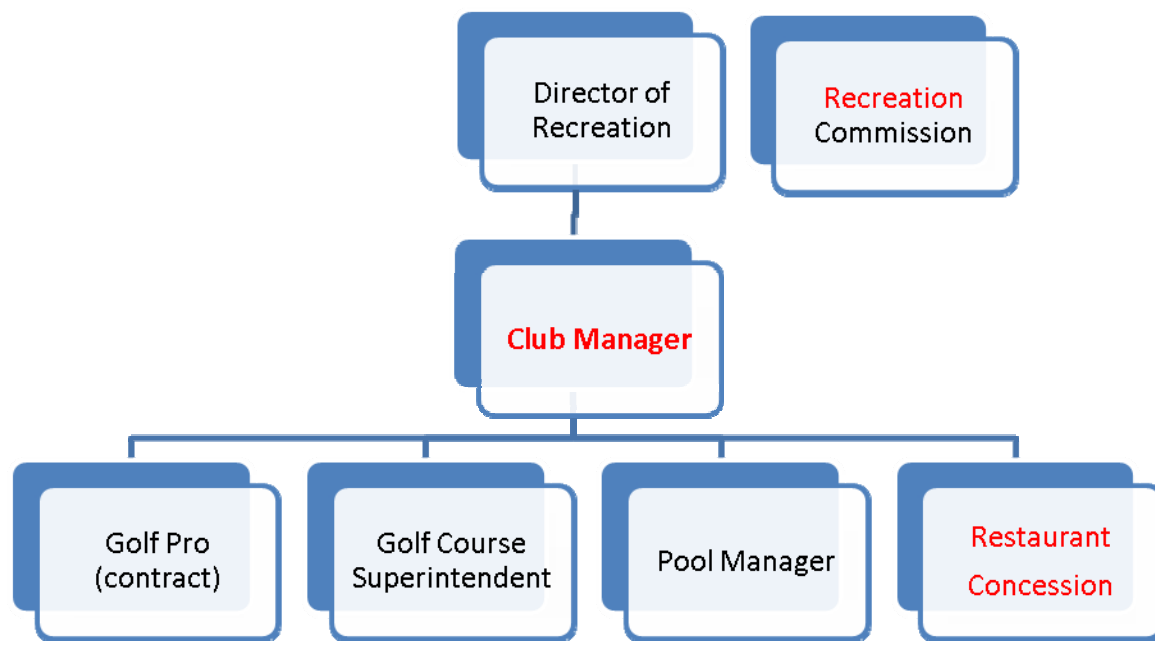 Director of
Recreation
Recreation
Commission
Club Manager
Golf Pro
(contract)
Golf Course
Superintendent
Pool Manager
Restaurant
Concession